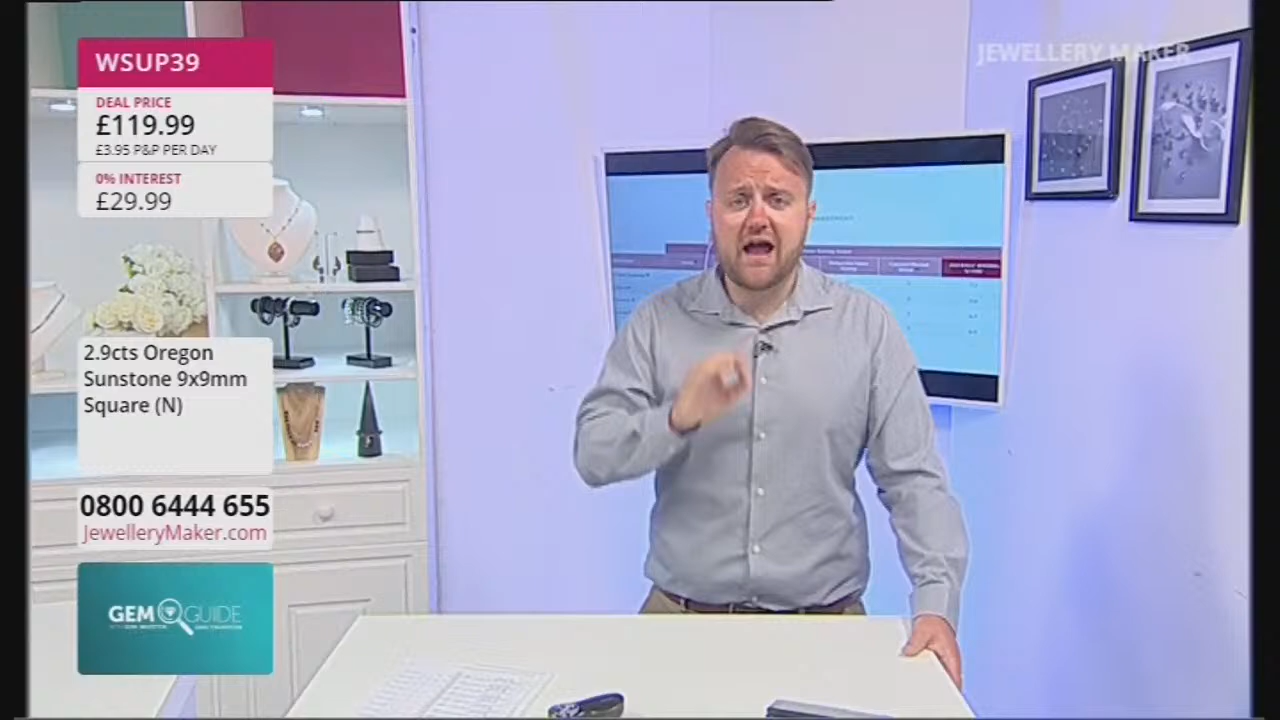 WSUP39
DEAL PRICE
£119.99
£3.95 P&P PER DAY
0% INTEREST
£29.99
2.9cts Oregon
Sunstone 9x9mm
Square (N)
0800 6444 655
JewelleryMaker.com
GEM GUIDE
JEWELLERY MAKER